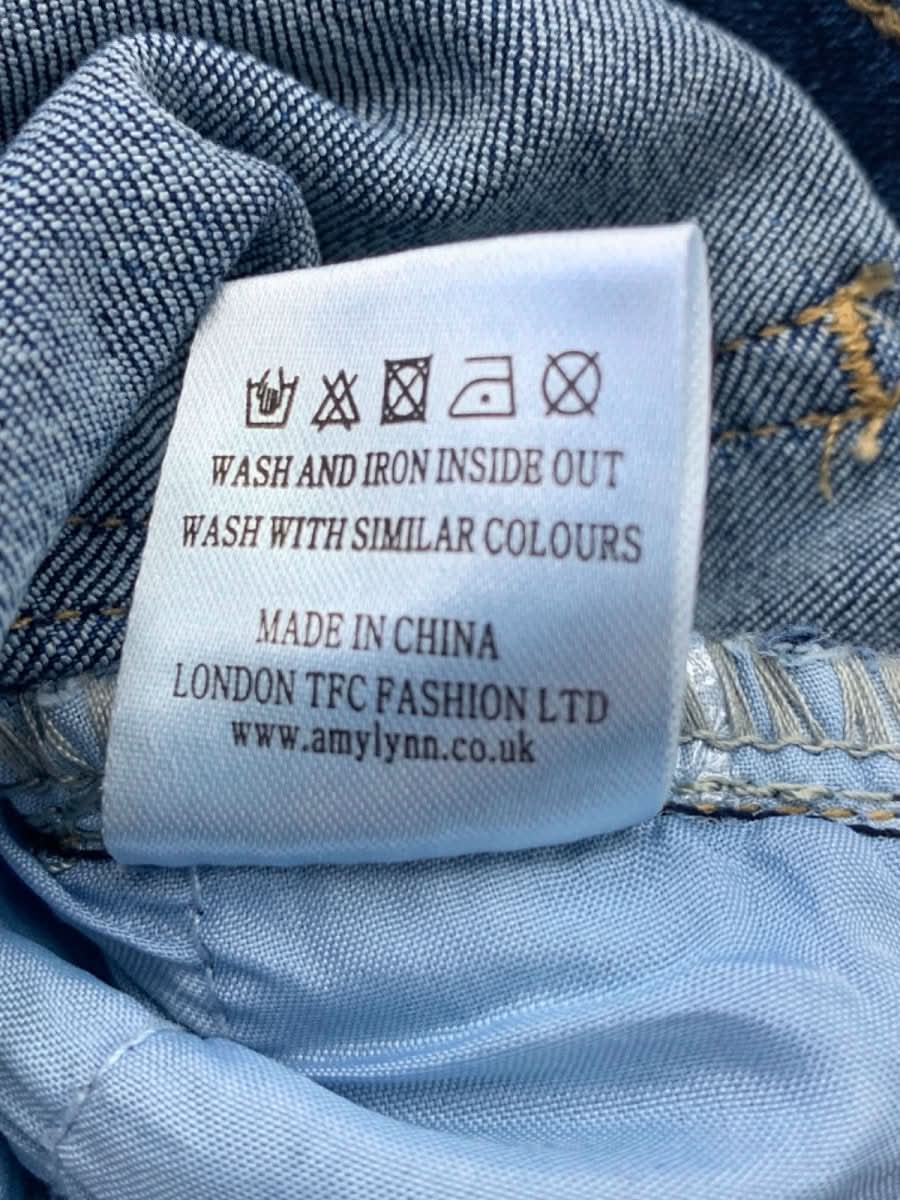 WASH AND IRON INSIDE OUT
WASH WITH SIMILAR COLOURS
MADE IN CHINA
LONDON TFC FASHION LTD
www.amylynn.co.uk